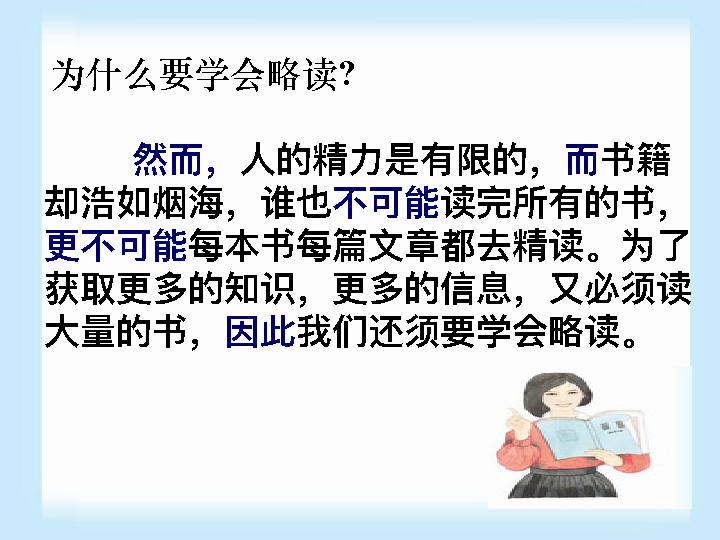 为什么要学会略读?
然而，人的精力是有限的，而书籍
却浩如烟海，谁也不可能读完所有的书，
更不可能每本书每篇文章都去精读。为了
获取更多的知识，更多的信息，又必须读
大量的书，因此我们还须要学会略读。